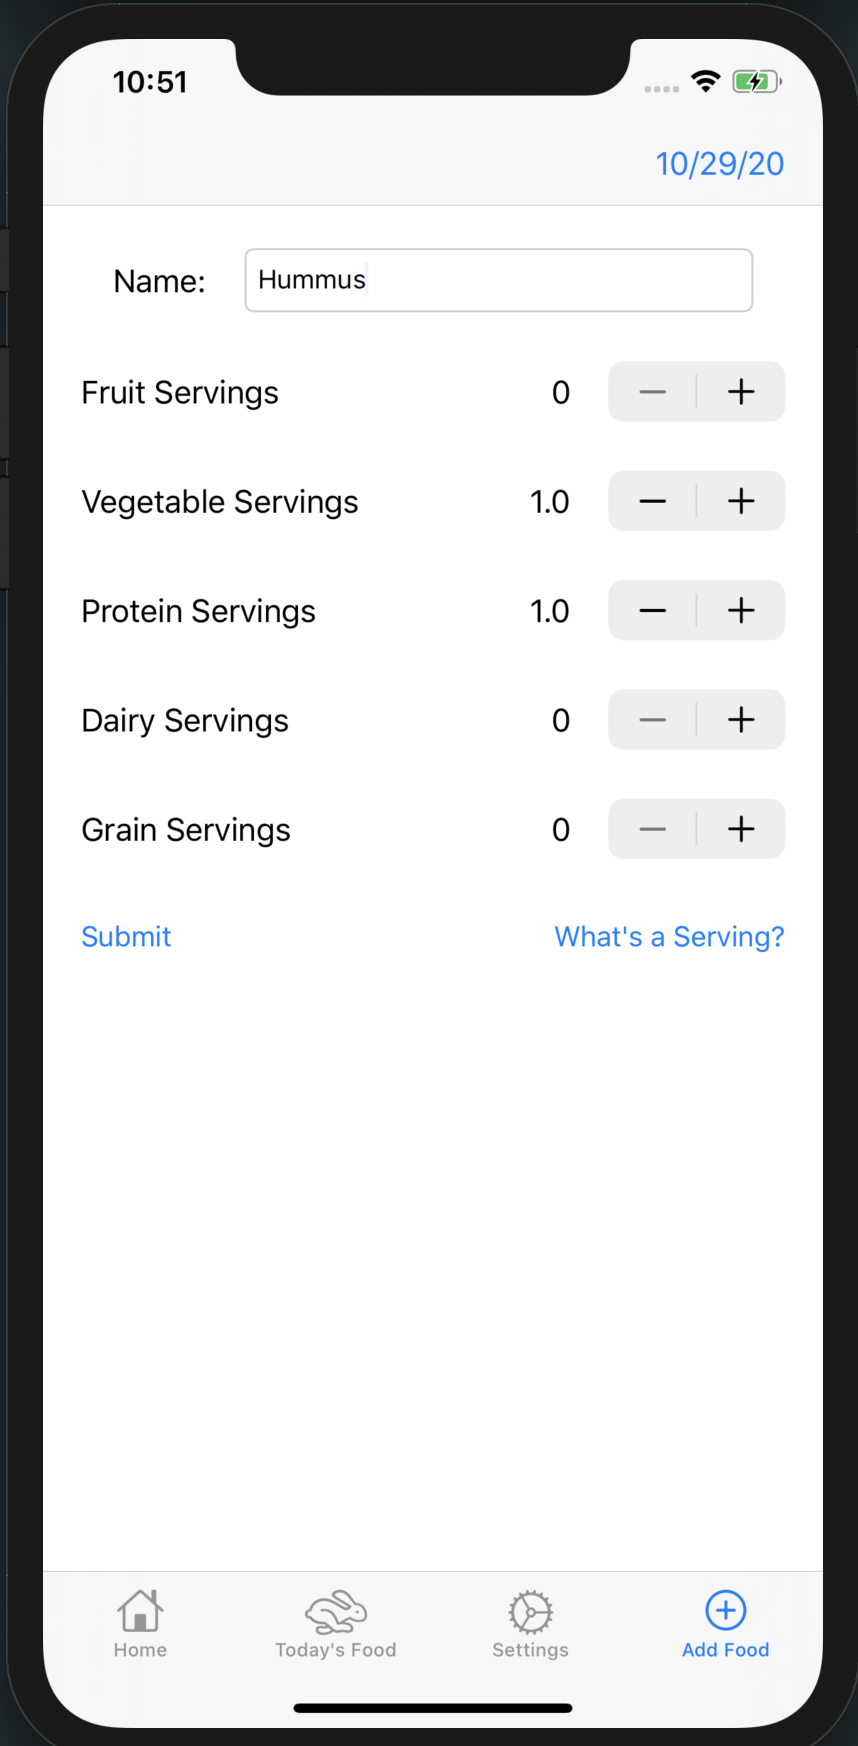 10:51
10/29/20
Name: Hummus
Fruit Servings 0
Vegetable Servings 1.0
Protein Servings 1.0
Dairy Servings 0
Grain Servings 0
Submit What's a Serving?
Home Today's Food Settings Add Food